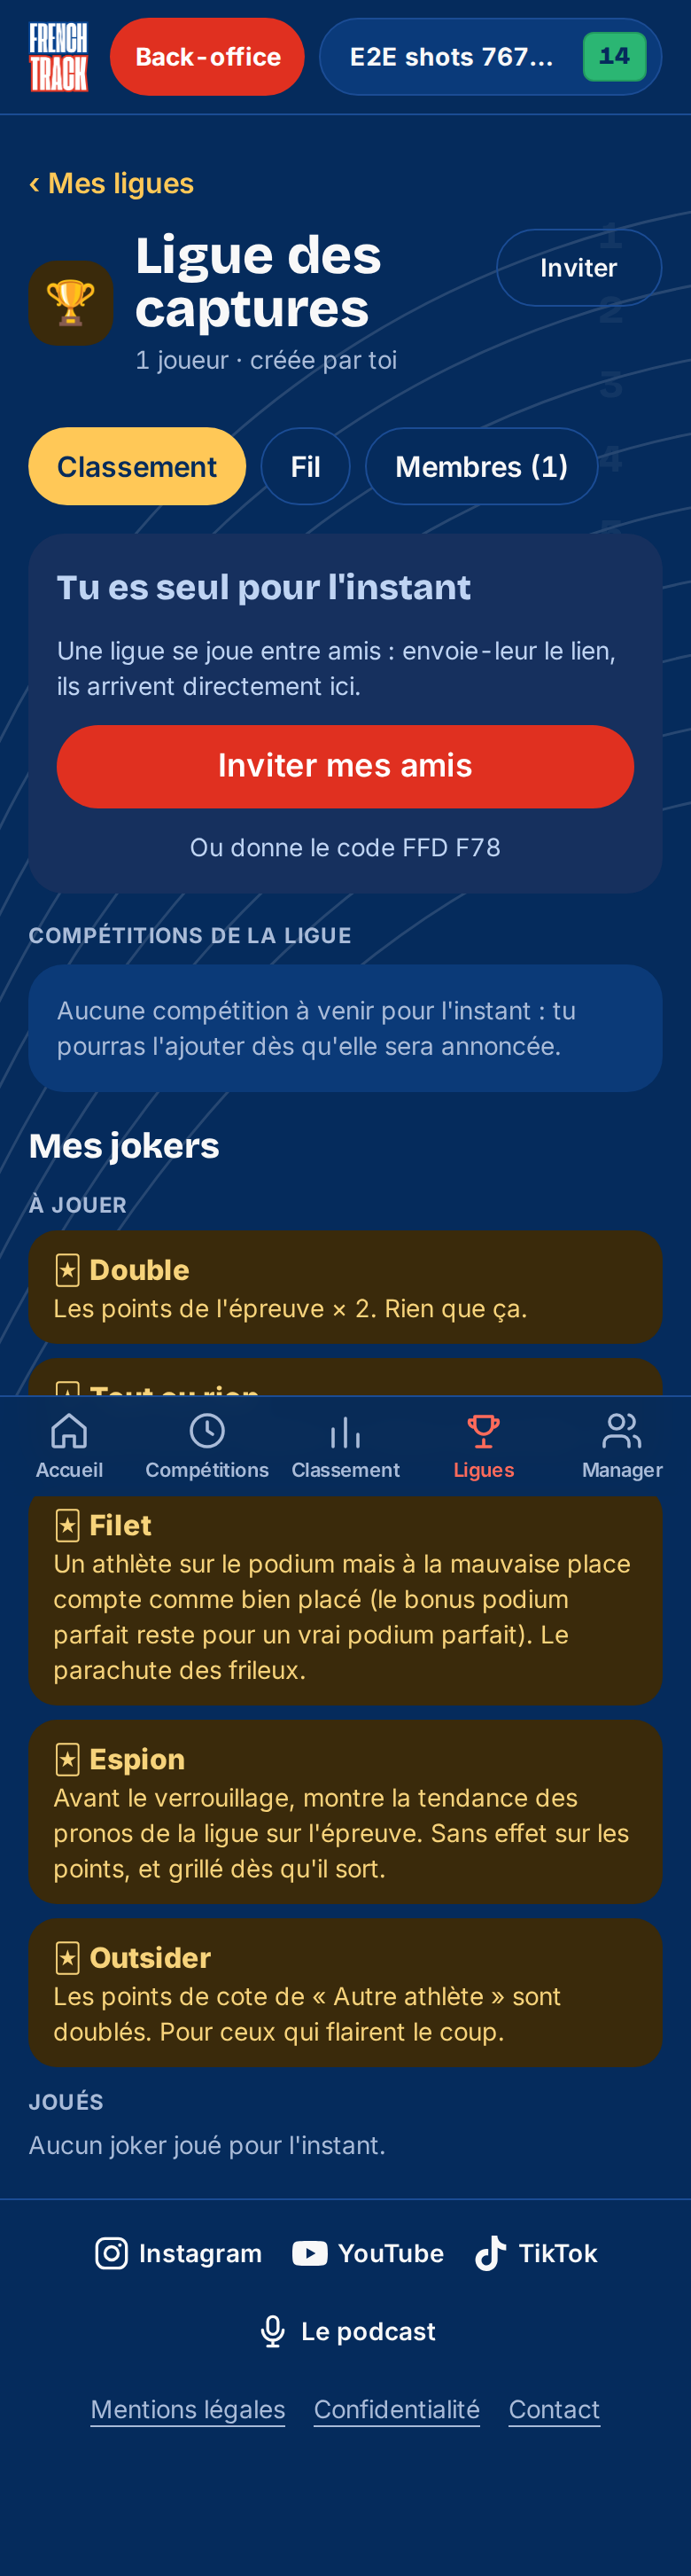 FRENCH
TRACK
Back-office
E2E shots 767...
14
‹ Mes ligues
Ligue des
captures
Inviter
1 joueur · créée par toi
1
2
3
4
5
Classement
Fil
Membres (1)
Tu es seul pour l'instant
Une ligue se joue entre amis : envoie-leur le lien,
ils arrivent directement ici.
Inviter mes amis
Ou donne le code FFD F78
COMPÉTITIONS DE LA LIGUE
Aucune compétition à venir pour l'instant : tu
pourras l'ajouter dès qu'elle sera annoncée.
Mes jokers
À JOUER
Double
Les points de l'épreuve × 2. Rien que ça.
Tout ou rien
Accueil
Compétitions
Classement
Ligues
Manager
Filet
Un athlète sur le podium mais à la mauvaise place
compte comme bien placé (le bonus podium
parfait reste pour un vrai podium parfait). Le
parachute des frileux.
Espion
Avant le verrouillage, montre la tendance des
pronos de la ligue sur l'épreuve. Sans effet sur les
points, et grillé dès qu'il sort.
Outsider
Les points de cote de « Autre athlète » sont
doublés. Pour ceux qui flairent le coup.
JOUÉS
Aucun joker joué pour l'instant.
Instagram
YouTube
TikTok
Le podcast
Mentions légales
Confidentialité
Contact